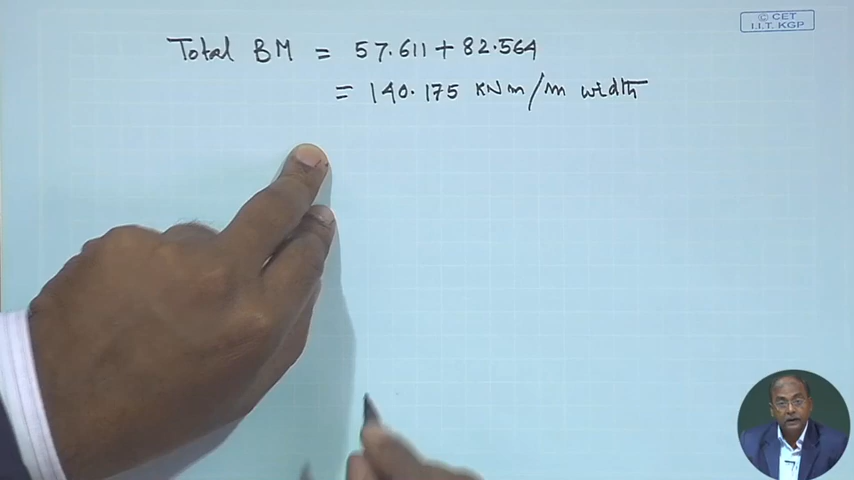 © CET
I.I.T. KGP
Total BM = 57.611 + 82.564
= 140.175 KNm/m width